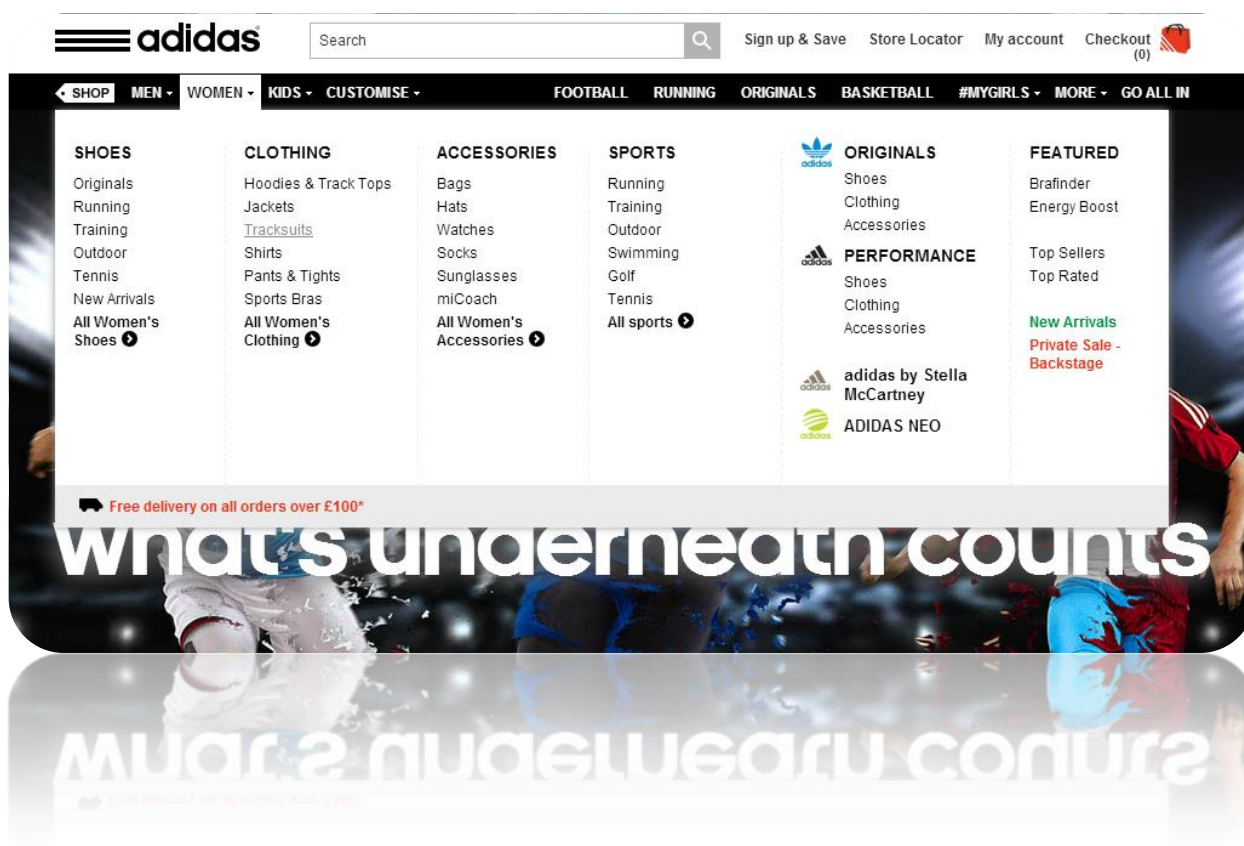 adidas
Search
Sign up & Save
Store Locator
My account
Checkout
(0)
SHOP
MEN
WOMEN
KIDS
CUSTOMISE
FOOTBALL
RUNNING
ORIGINALS
BASKETBALL
#MYGIRLS
MORE
GO ALL IN
SHOES
Originals
Running
Training
Outdoor
Tennis
New Arrivals
All Women's
Shoes
CLOTHING
Hoodies & Track Tops
Jackets
Tracksuits
Shirts
Pants & Tights
Sports Bras
All Women's
Clothing
ACCESSORIES
Bags
Hats
Watches
Socks
Sunglasses
miCoach
All Women's
Accessories
SPORTS
Running
Training
Outdoor
Swimming
Golf
Tennis
All sports
adidas
ORIGINALS
Shoes
Clothing
Accessories
adidas
PERFORMANCE
Shoes
Clothing
Accessories
adidas
adidas by Stella
McCartney
adidas
ADIDAS NEO
FEATURED
Brafinder
Energy Boost
Top Sellers
Top Rated
New Arrivals
Private Sale -
Backstage
Free delivery on all orders over £100*
what's underneath counts